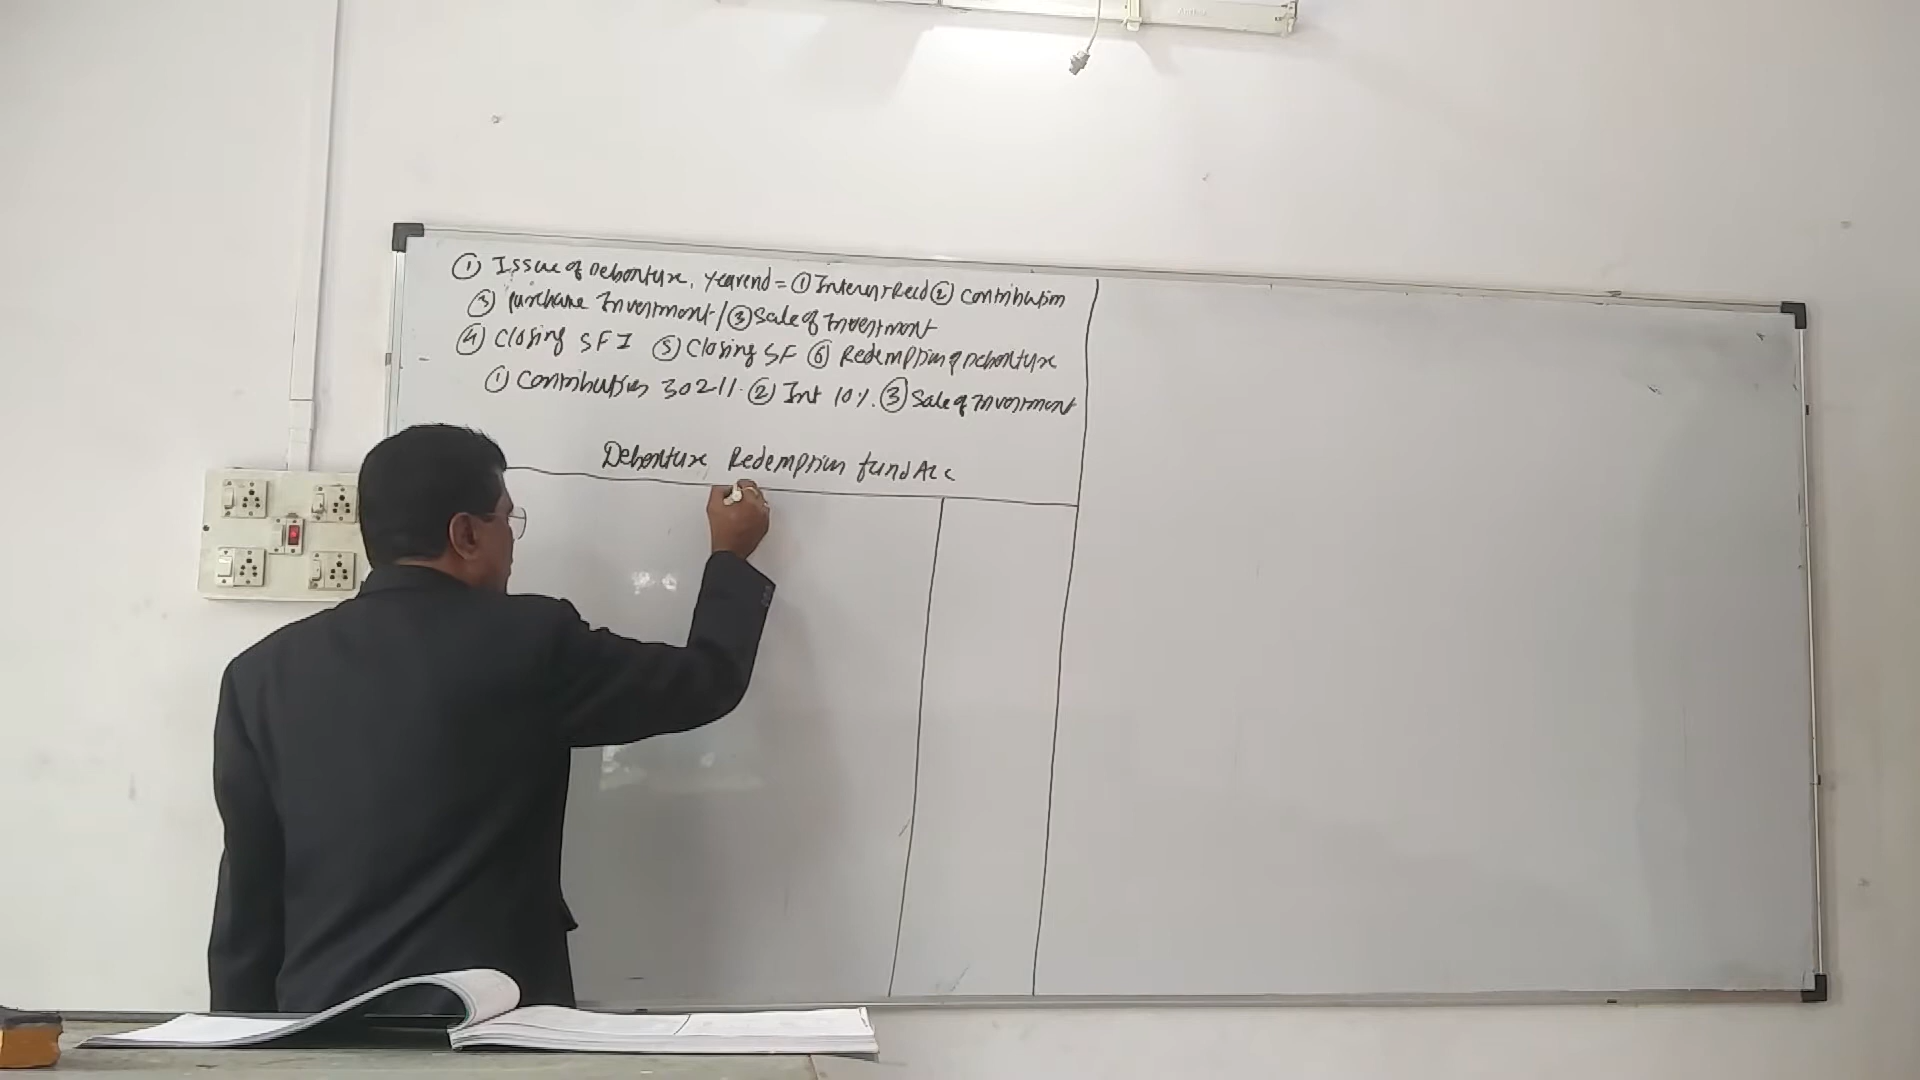 ① Issue of Debenture, yearend = ① Interest Recd ② Contribution
③ purchase Investment / ③ Sale of Investment
④ Closing SFI ⑤ Closing SF ⑥ Redemption of Debenture
① Contribution 30211. ② Int 10%. ③ Sale of Investment
Debenture Redemption fund Acc